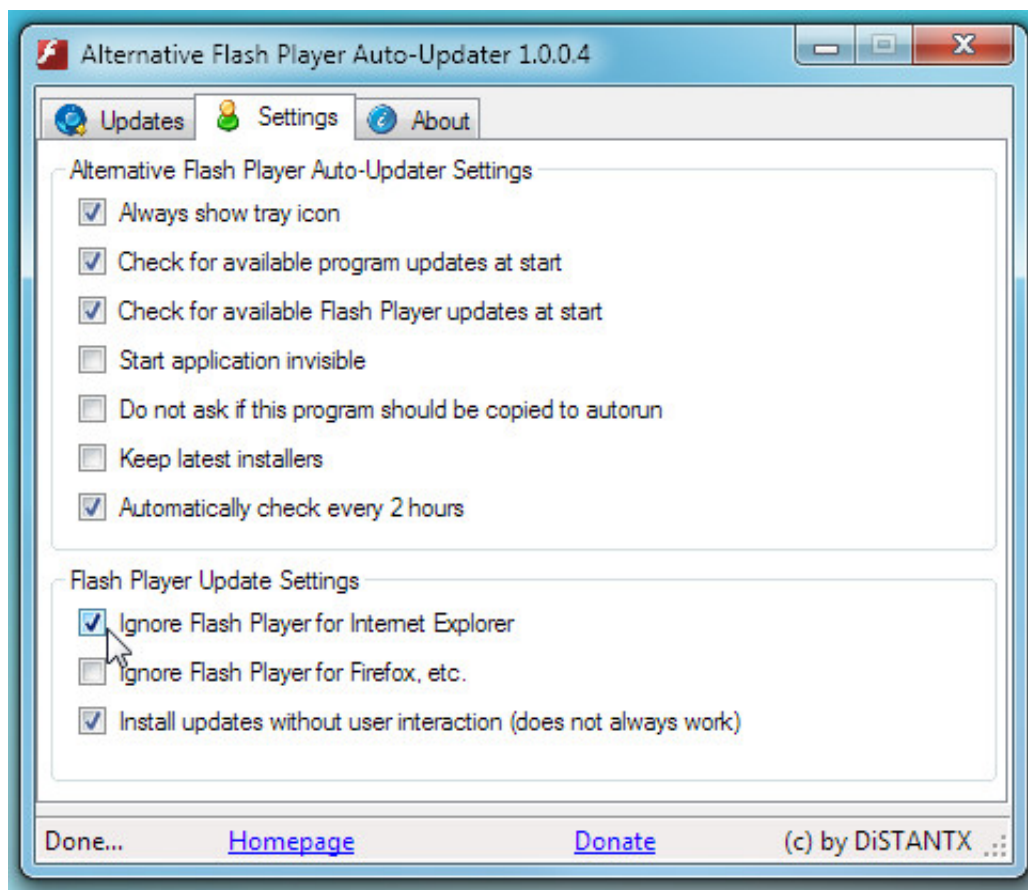 Alternative Flash Player Auto-Updater 1.0.0.4
Updates Settings About
Alternative Flash Player Auto-Updater Settings
Always show tray icon
Check for available program updates at start
Check for available Flash Player updates at start
Start application invisible
Do not ask if this program should be copied to autorun
Keep latest installers
Automatically check every 2 hours
Flash Player Update Settings
Ignore Flash Player for Internet Explorer
Ignore Flash Player for Firefox, etc.
Install updates without user interaction (does not always work)
Done... Homepage Donate (c) by DiSTANTX